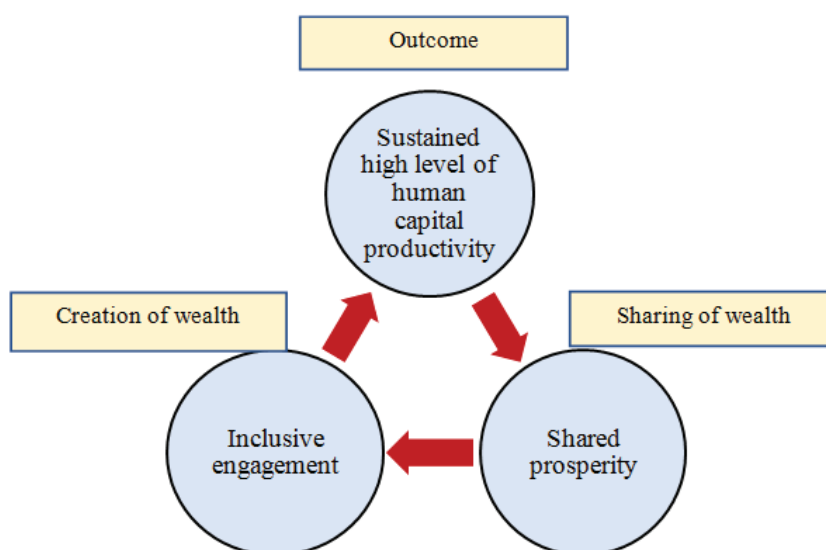 Outcome
Sustained
high level of
human
capital
productivity
Creation of wealth
Sharing of wealth
Inclusive
engagement
Shared
prosperity